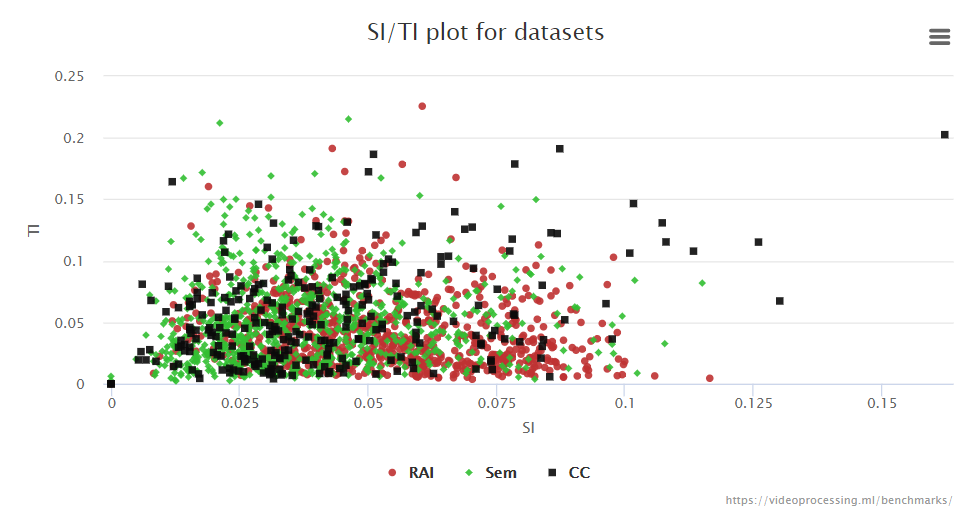 SI/TI plot for datasets
0.25
0.2
0.15
0.1
0.05
0
TI
0 0.025 0.05 0.075 0.1 0.125 0.15
SI
RAI Sem CC
https://videoprocessing.ml/benchmarks/